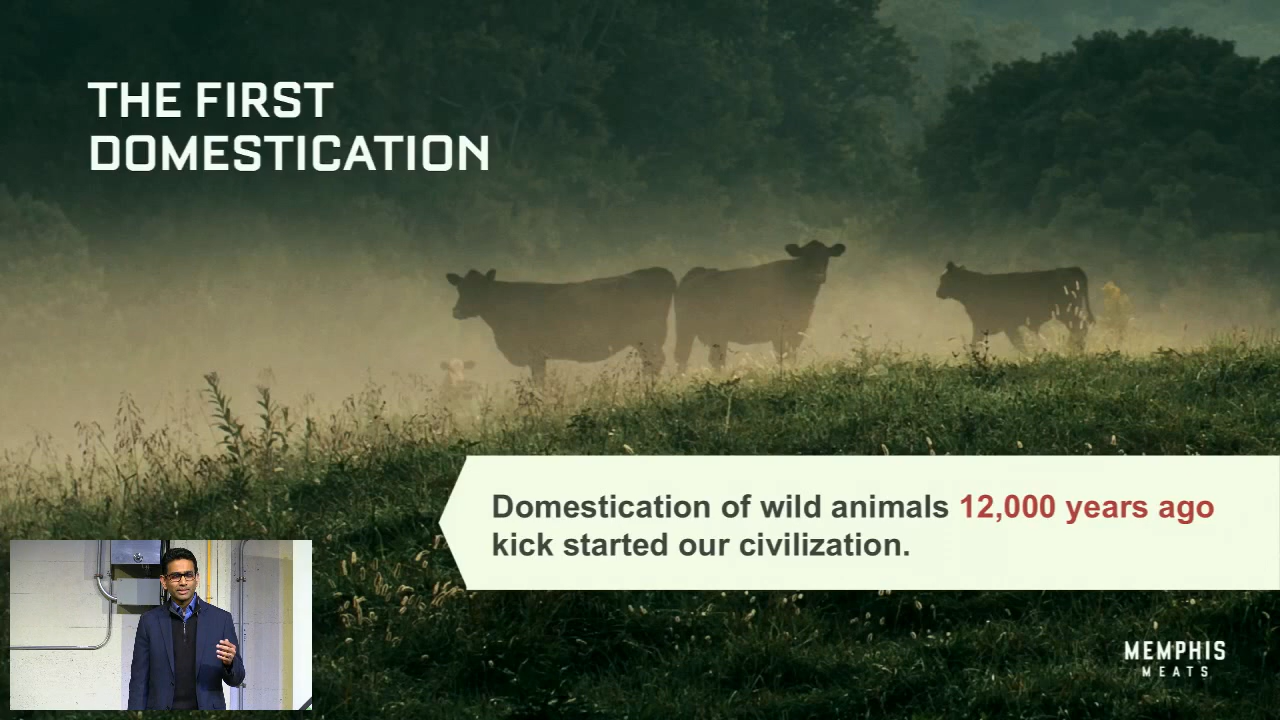 THE FIRST
DOMESTICATION
Domestication of wild animals 12,000 years ago
kick started our civilization.
MEMPHIS
MEATS